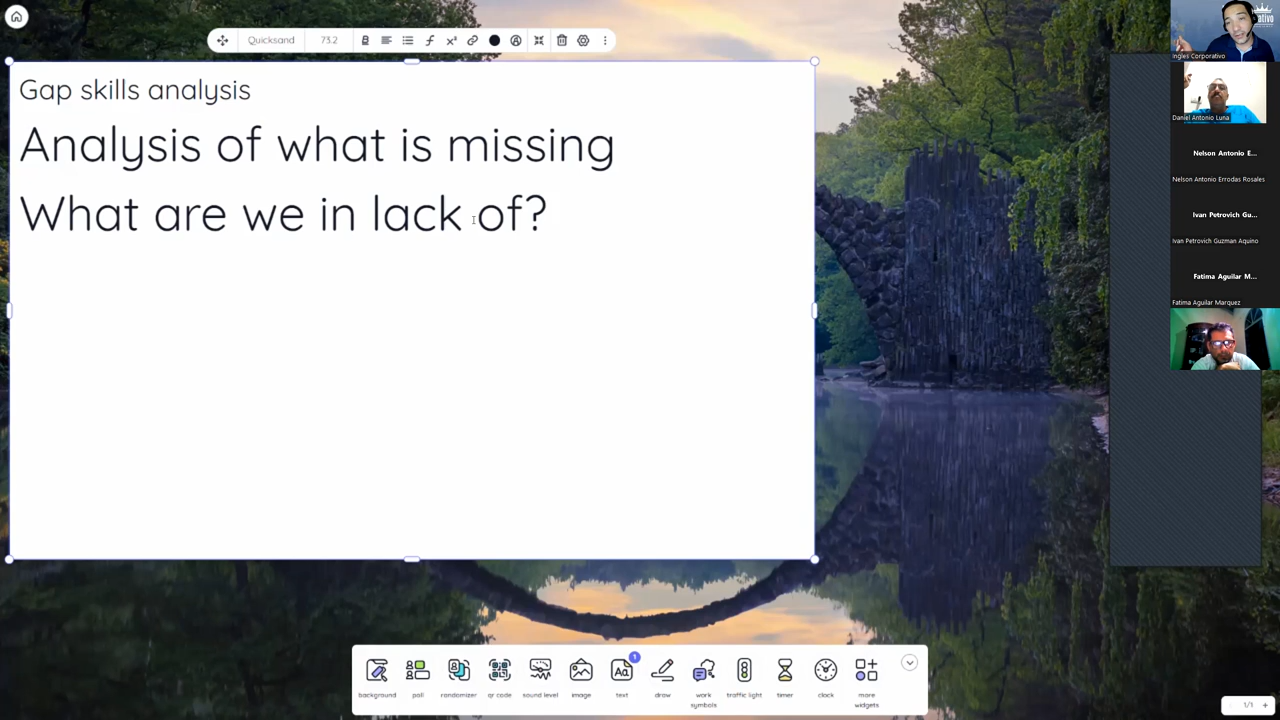 Quicksand
73.2
Gap skills analysis
Analysis of what is missing
What are we in lack of?
ativo
Ingles Corporativo
Daniel Antonio Luna
Nelson Antonio E...
Nelson Antonio Errodas Rosales
Ivan Petrovich Gu...
Ivan Petrovich Guzman Aquino
Fatima Aguilar M...
Fatima Aguilar Marquez
1
background
poll
randomizer
qr code
sound level
image
text
draw
work symbols
traffic light
timer
clock
more widgets
1/1